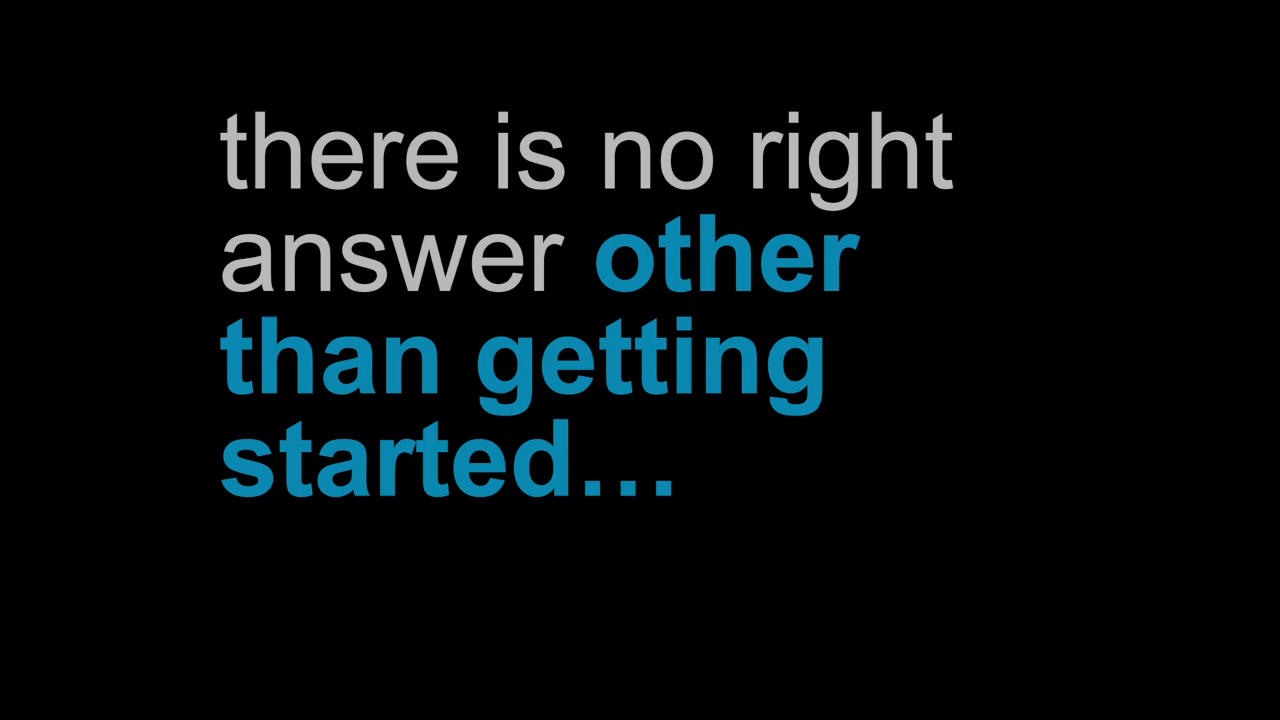 there is no right
answer other
than getting
started…